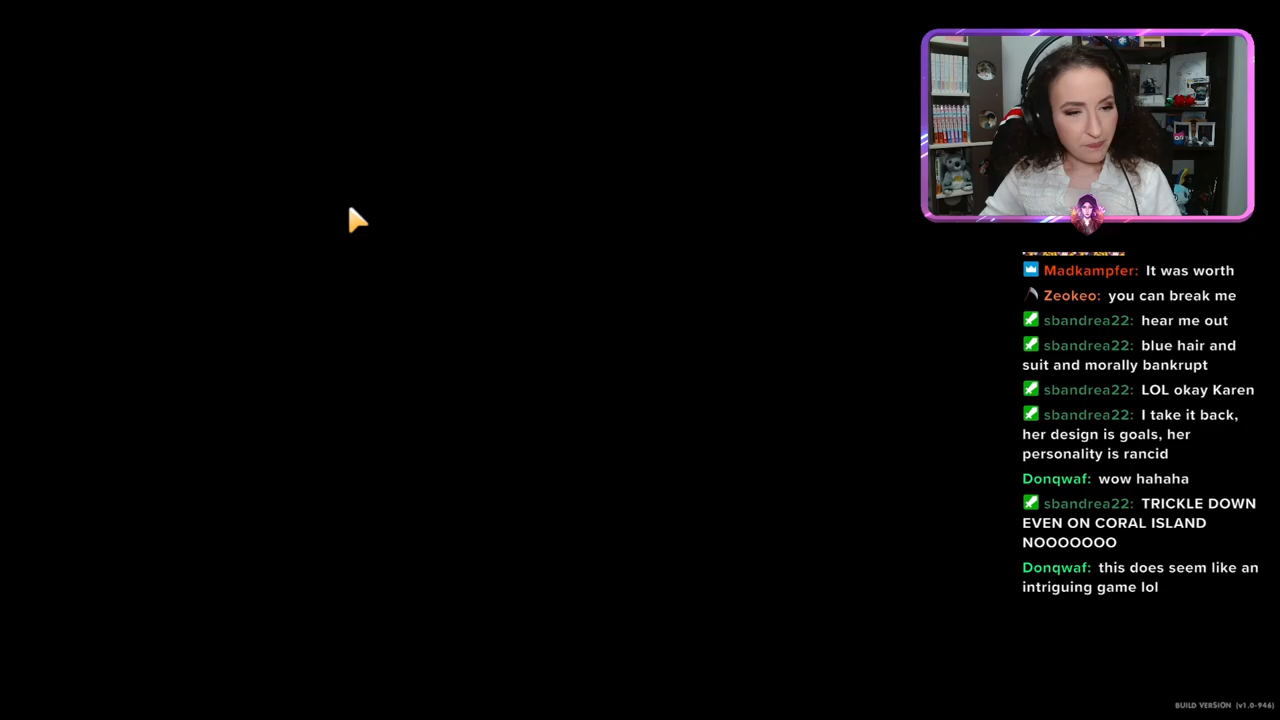 Madkampfer: It was worth
Zeokeo: you can break me
sbandrea22: hear me out
sbandrea22: blue hair and
suit and morally bankrupt
sbandrea22: LOL okay Karen
sbandrea22: I take it back,
her design is goals, her
personality is rancid
Donqwaf: wow hahaha
sbandrea22: TRICKLE DOWN
EVEN ON CORAL ISLAND
NOOOOOOO
Donqwaf: this does seem like an
intriguing game lol
BUILD VERSION (v1.0-946)